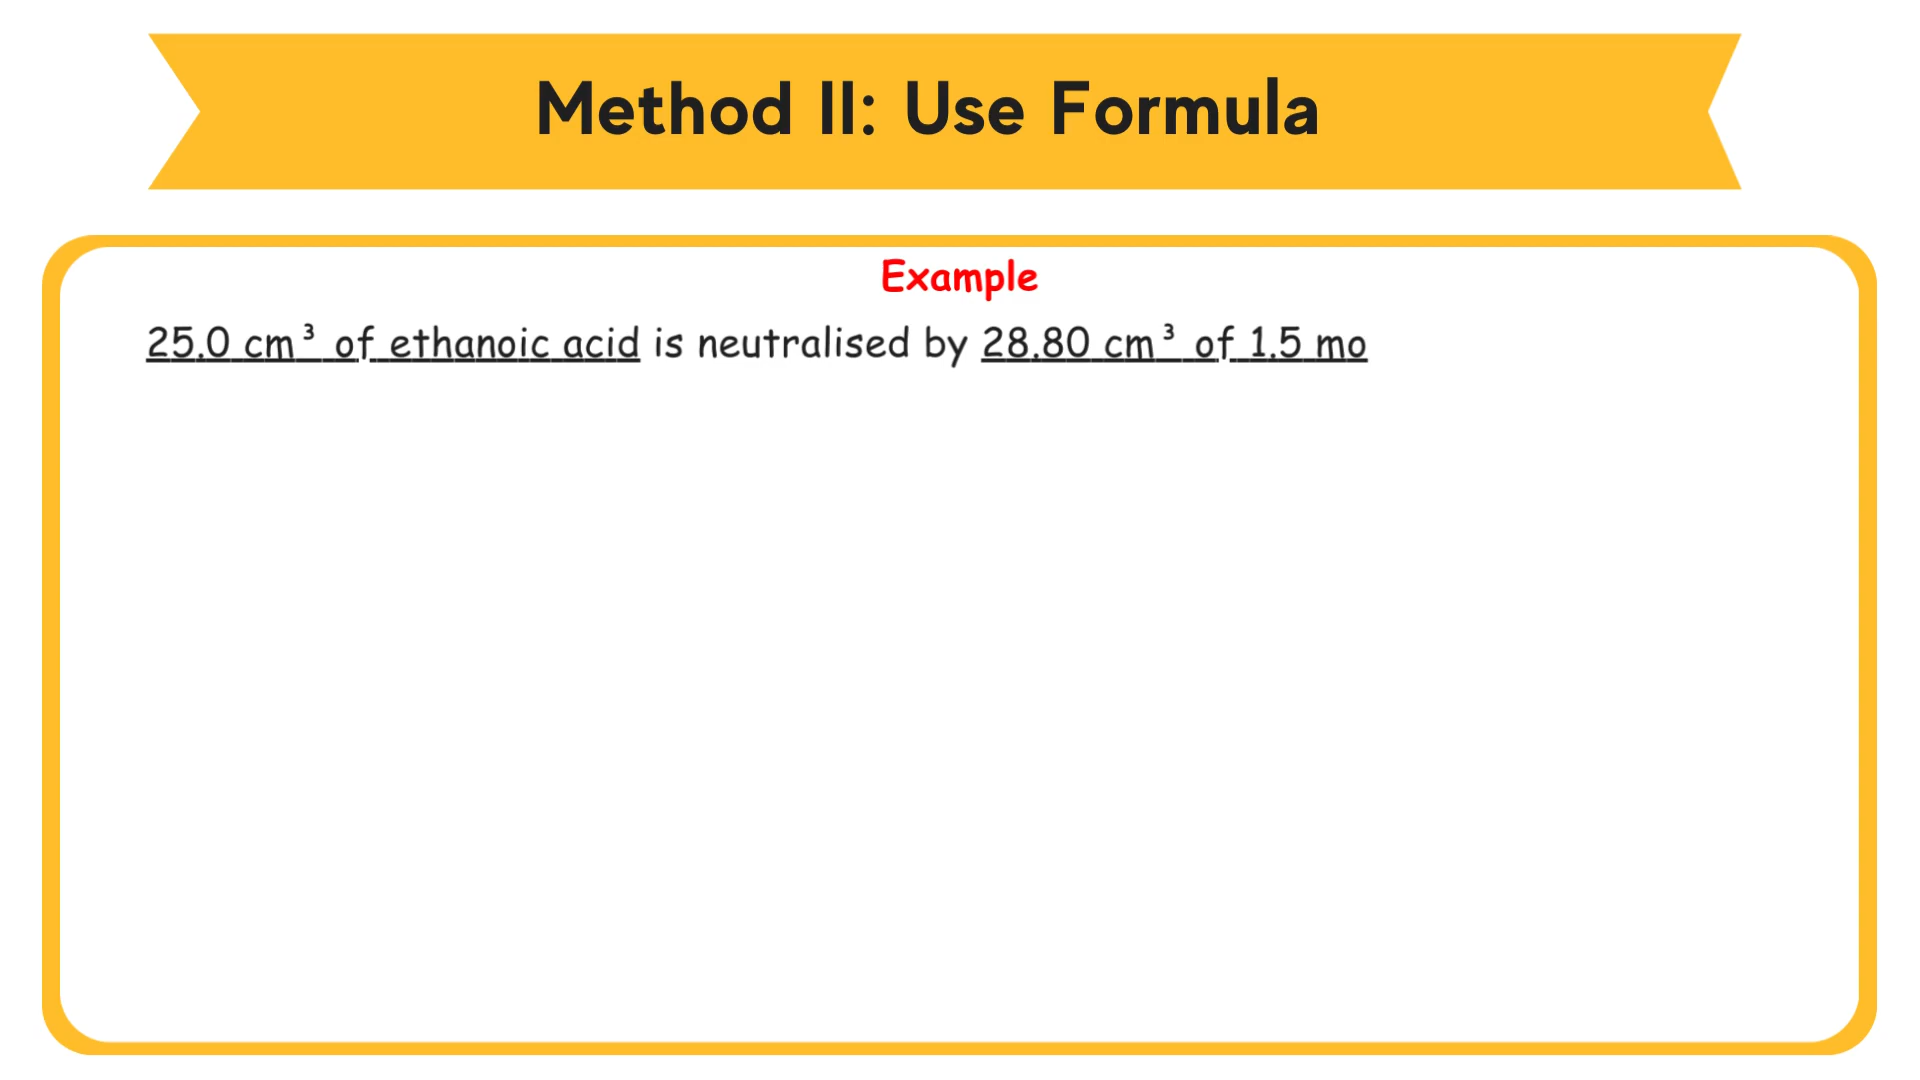 Method II: Use Formula
Example
25.0 cm³ of ethanoic acid is neutralised by 28.80 cm³ of 1.5 mo